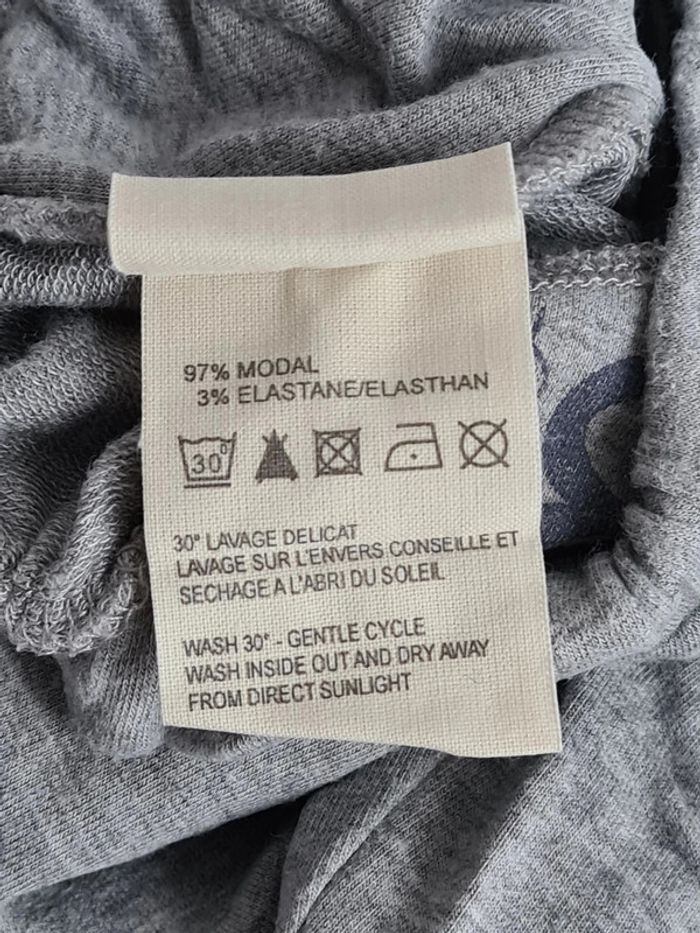 97% MODAL
3% ELASTANE/ELASTHAN
30°
30° LAVAGE DELICAT
LAVAGE SUR L'ENVERS CONSEILLE ET
SECHAGE A L'ABRI DU SOLEIL
WASH 30° - GENTLE CYCLE
WASH INSIDE OUT AND DRY AWAY
FROM DIRECT SUNLIGHT